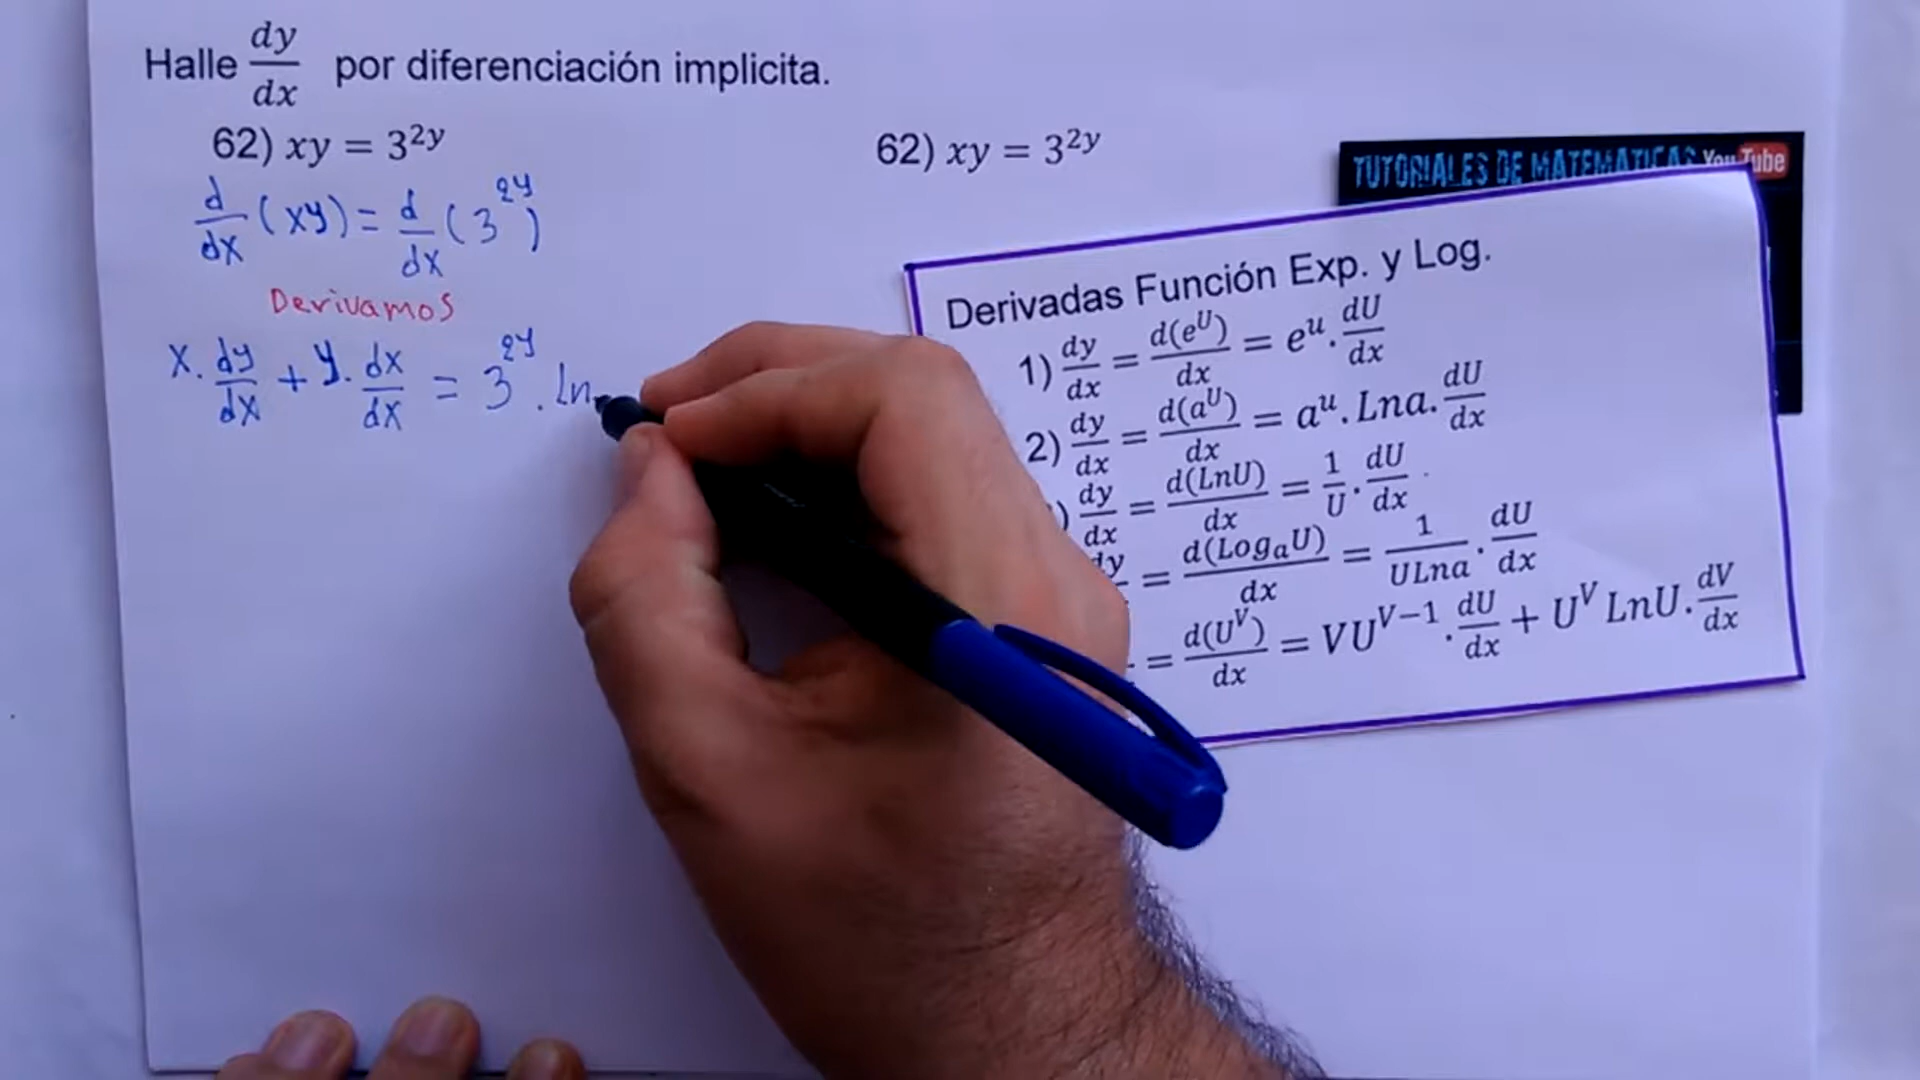 Halle dy/dx por diferenciación implicita.
62) xy = 3^{2y}
d/dx (xy) = d/dx (3^{2y})
Derivamos
x. dy/dx + y. dx/dx = 3^{2y} . ln
62) xy = 3^{2y}
TUTORIALES DE MATEMATICAS YouTube
Derivadas Función Exp. y Log.
1) dy/dx = d(e^U)/dx = e^u . dU/dx
2) dy/dx = d(a^U)/dx = a^u . Lna. dU/dx
) dy/dx = d(LnU)/dx = 1/U . dU/dx
dy = d(Log_a U)/dx = 1/ULna . dU/dx
= d(U^V)/dx = VU^{V−1} . dU/dx + U^V LnU. dV/dx